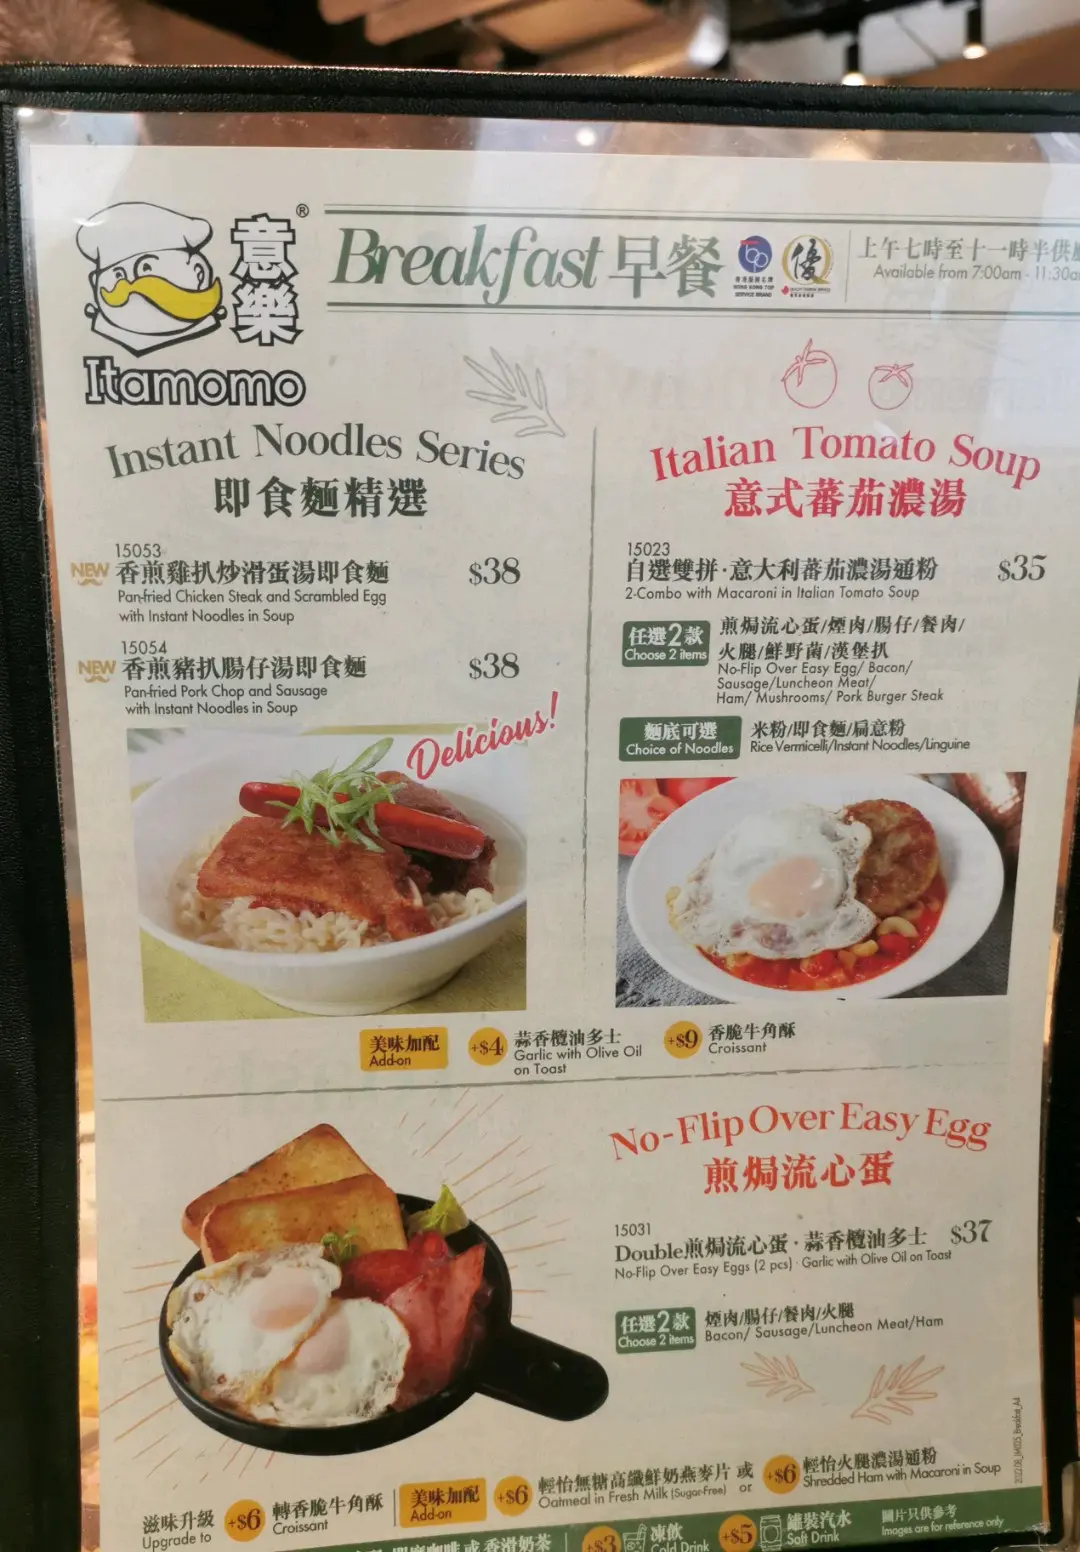 意樂®
Itamomo
Breakfast 早餐
HONG KONG TOP
SERVICE BRAND
優
上午七時至十一時半供
Available from 7:00am - 11:30a
Instant Noodles Series
即食麵精選
15053
NEW 香煎雞扒炒滑蛋湯即食麵 $38
Pan-fried Chicken Steak and Scrambled Egg
with Instant Noodles in Soup
15054
NEW 香煎豬扒腸仔湯即食麵 $38
Pan-fried Pork Chop and Sausage
with Instant Noodles in Soup
Delicious!
Italian Tomato Soup
意式蕃茄濃湯
15023
自選雙拼·意大利蕃茄濃湯通粉 $35
2-Combo with Macaroni in Italian Tomato Soup
任選2款
Choose 2 items
煎焗流心蛋/煙肉/腸仔/餐肉/
火腿/鮮野菌/漢堡扒
No-Flip Over Easy Egg/ Bacon/
Sausage/Luncheon Meat/
Ham/ Mushrooms/ Pork Burger Steak
麵底可選
Choice of Noodles
米粉/即食麵/扁意粉
Rice Vermicelli/Instant Noodles/Linguine
美味加配
Add-on
+$4 蒜香欖油多士
Garlic with Olive Oil
on Toast
+$9 香脆牛角酥
Croissant
No-Flip Over Easy Egg
煎焗流心蛋
15031
Double煎焗流心蛋·蒜香欖油多士 $37
No-Flip Over Easy Eggs (2 pcs) · Garlic with Olive Oil on Toast
任選2款
Choose 2 items
煙肉/腸仔/餐肉/火腿
Bacon/ Sausage/Luncheon Meat/Ham
滋味升級
Upgrade to
+$6 轉香脆牛角酥
Croissant
美味加配
Add-on
+$6 輕怡無糖高纖鮮奶燕麥片 或
Oatmeal in Fresh Milk (Sugar-Free) or
+$6 輕怡火腿濃湯通粉
Shredded Ham with Macaroni in Soup
咖啡 或 香滑奶茶
+$3 凍飲
Cold Drink
+$5 罐裝汽水
Soft Drink
圖片只供參考
Images are for reference only